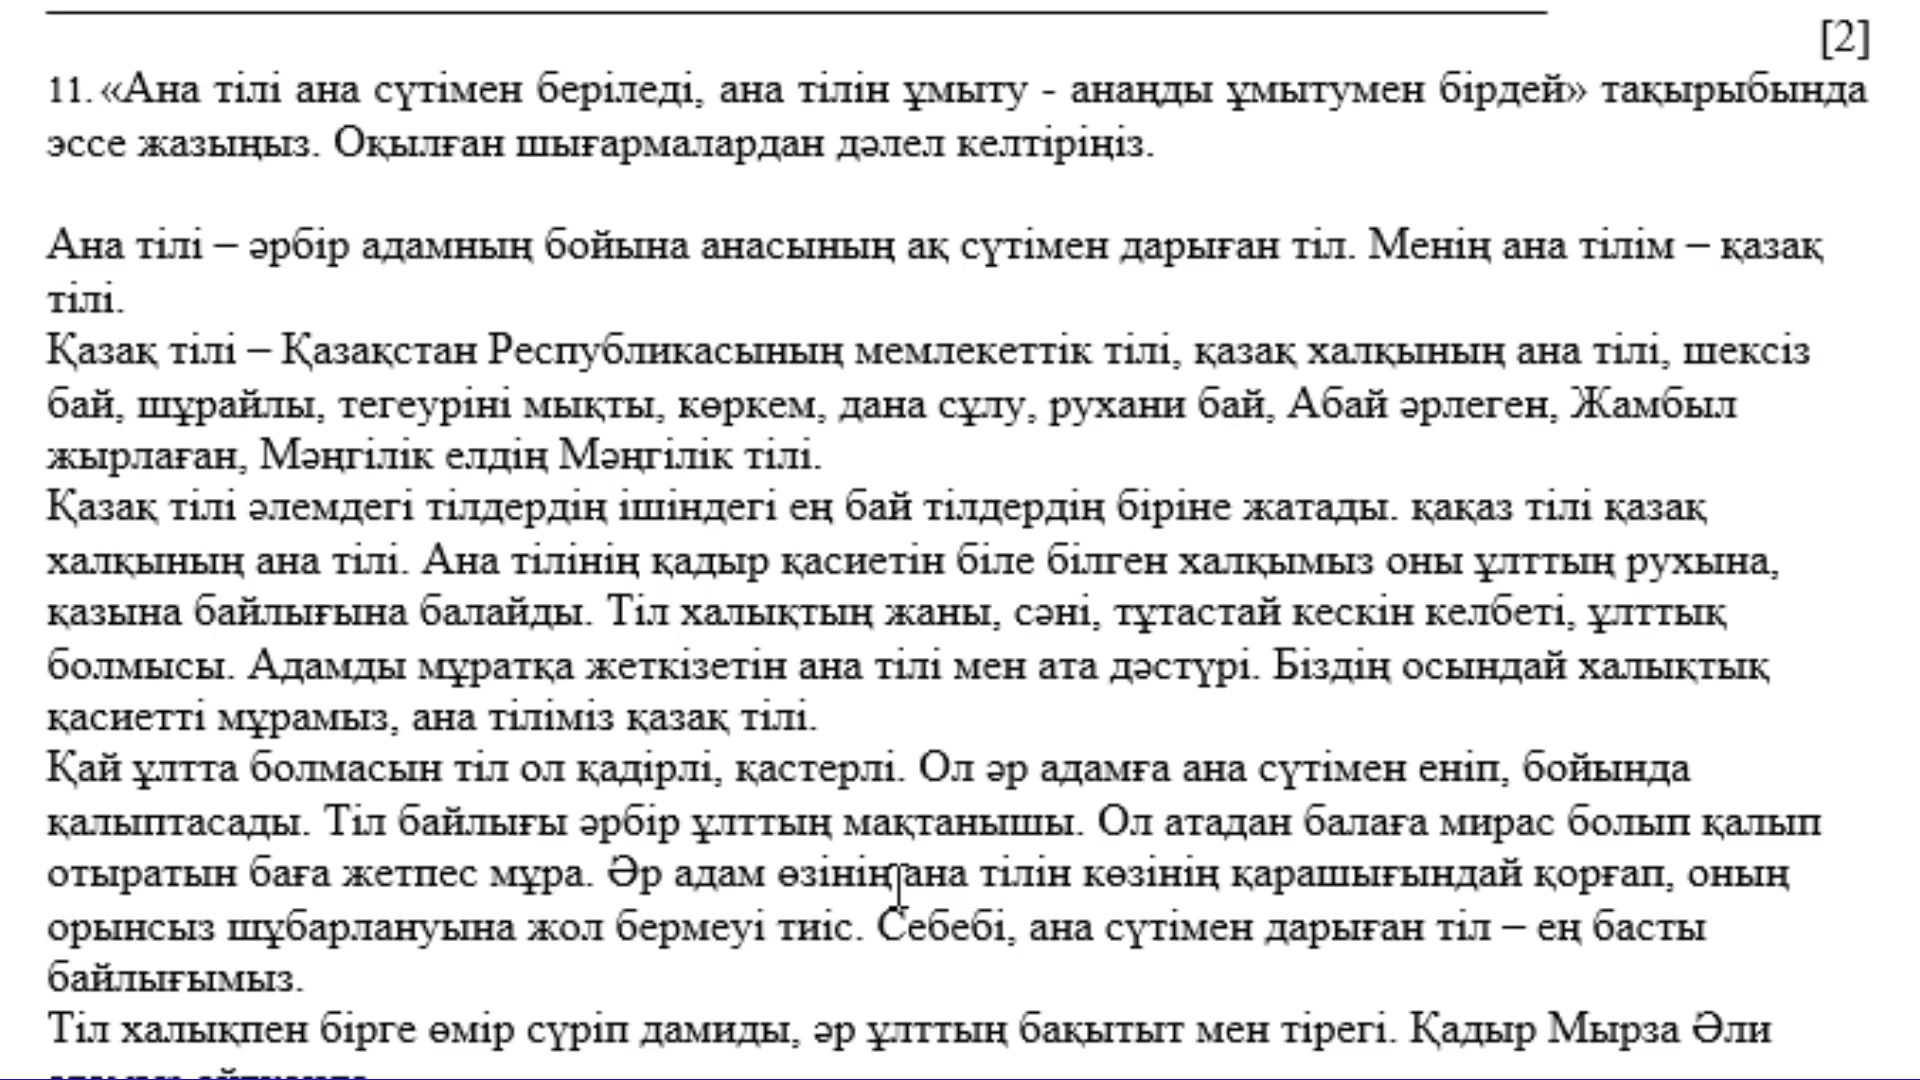 [2]
11. «Ана тілі ана сүтімен беріледі, ана тілін ұмыту - анаңды ұмытумен бірдей» тақырыбында
эссе жазыңыз. Оқылған шығармалардан дәлел келтіріңіз.
Ана тілі – әрбір адамның бойына анасының ақ сүтімен дарыған тіл. Менің ана тілім – қазақ
тілі.
Қазақ тілі – Қазақстан Республикасының мемлекеттік тілі, қазақ халқының ана тілі, шексіз
бай, шұрайлы, тегеуріні мықты, көркем, дана сұлу, рухани бай, Абай әрлеген, Жамбыл
жырлаған, Мәңгілік елдің Мәңгілік тілі.
Қазақ тілі әлемдегі тілдердің ішіндегі ең бай тілдердің біріне жатады. қақаз тілі қазақ
халқының ана тілі. Ана тілінің қадыр қасиетін біле білген халқымыз оны ұлттың рухына,
қазына байлығына балайды. Тіл халықтың жаны, сәні, тұтастай кескін келбеті, ұлттық
болмысы. Адамды мұратқа жеткізетін ана тілі мен ата дәстүрі. Біздің осындай халықтық
қасиетті мұрамыз, ана тіліміз қазақ тілі.
Қай ұлтта болмасын тіл ол қадірлі, қастерлі. Ол әр адамға ана сүтімен еніп, бойында
қалыптасады. Тіл байлығы әрбір ұлттың мақтанышы. Ол атадан балаға мирас болып қалып
отыратын баға жетпес мұра. Әр адам өзінің ана тілін көзінің қарашығындай қорғап, оның
орынсыз шұбарлануына жол бермеуі тиіс. Себебі, ана сүтімен дарыған тіл – ең басты
байлығымыз.
Тіл халықпен бірге өмір сүріп дамиды, әр ұлттың бақытыт мен тірегі. Қадыр Мырза Әли